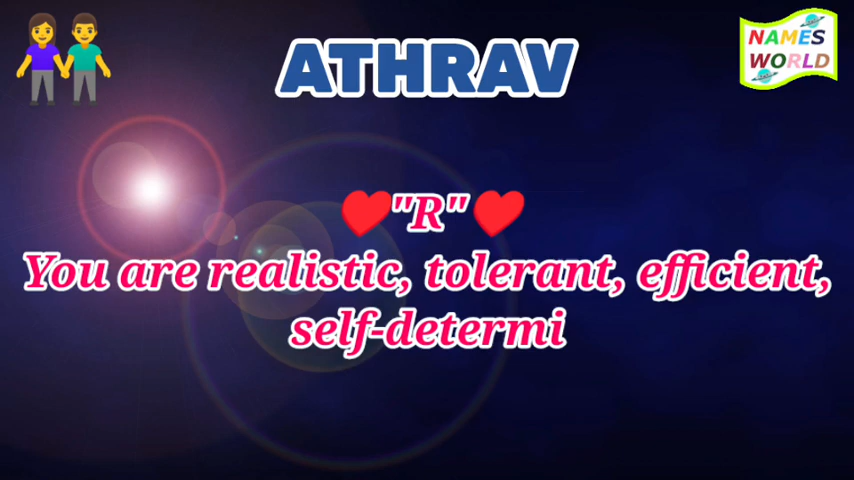 ATHRAV
NAMES
WORLD
❤️"R"❤️
You are realistic, tolerant, efficient,
self-determi